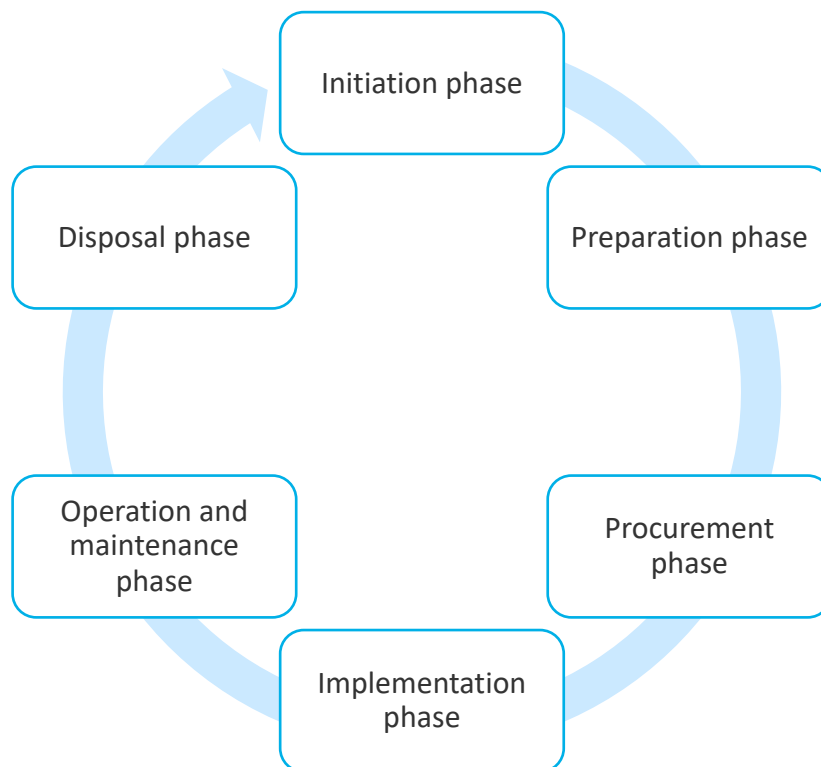 Initiation phase
Preparation phase
Procurement
phase
Implementation
phase
Operation and
maintenance
phase
Disposal phase